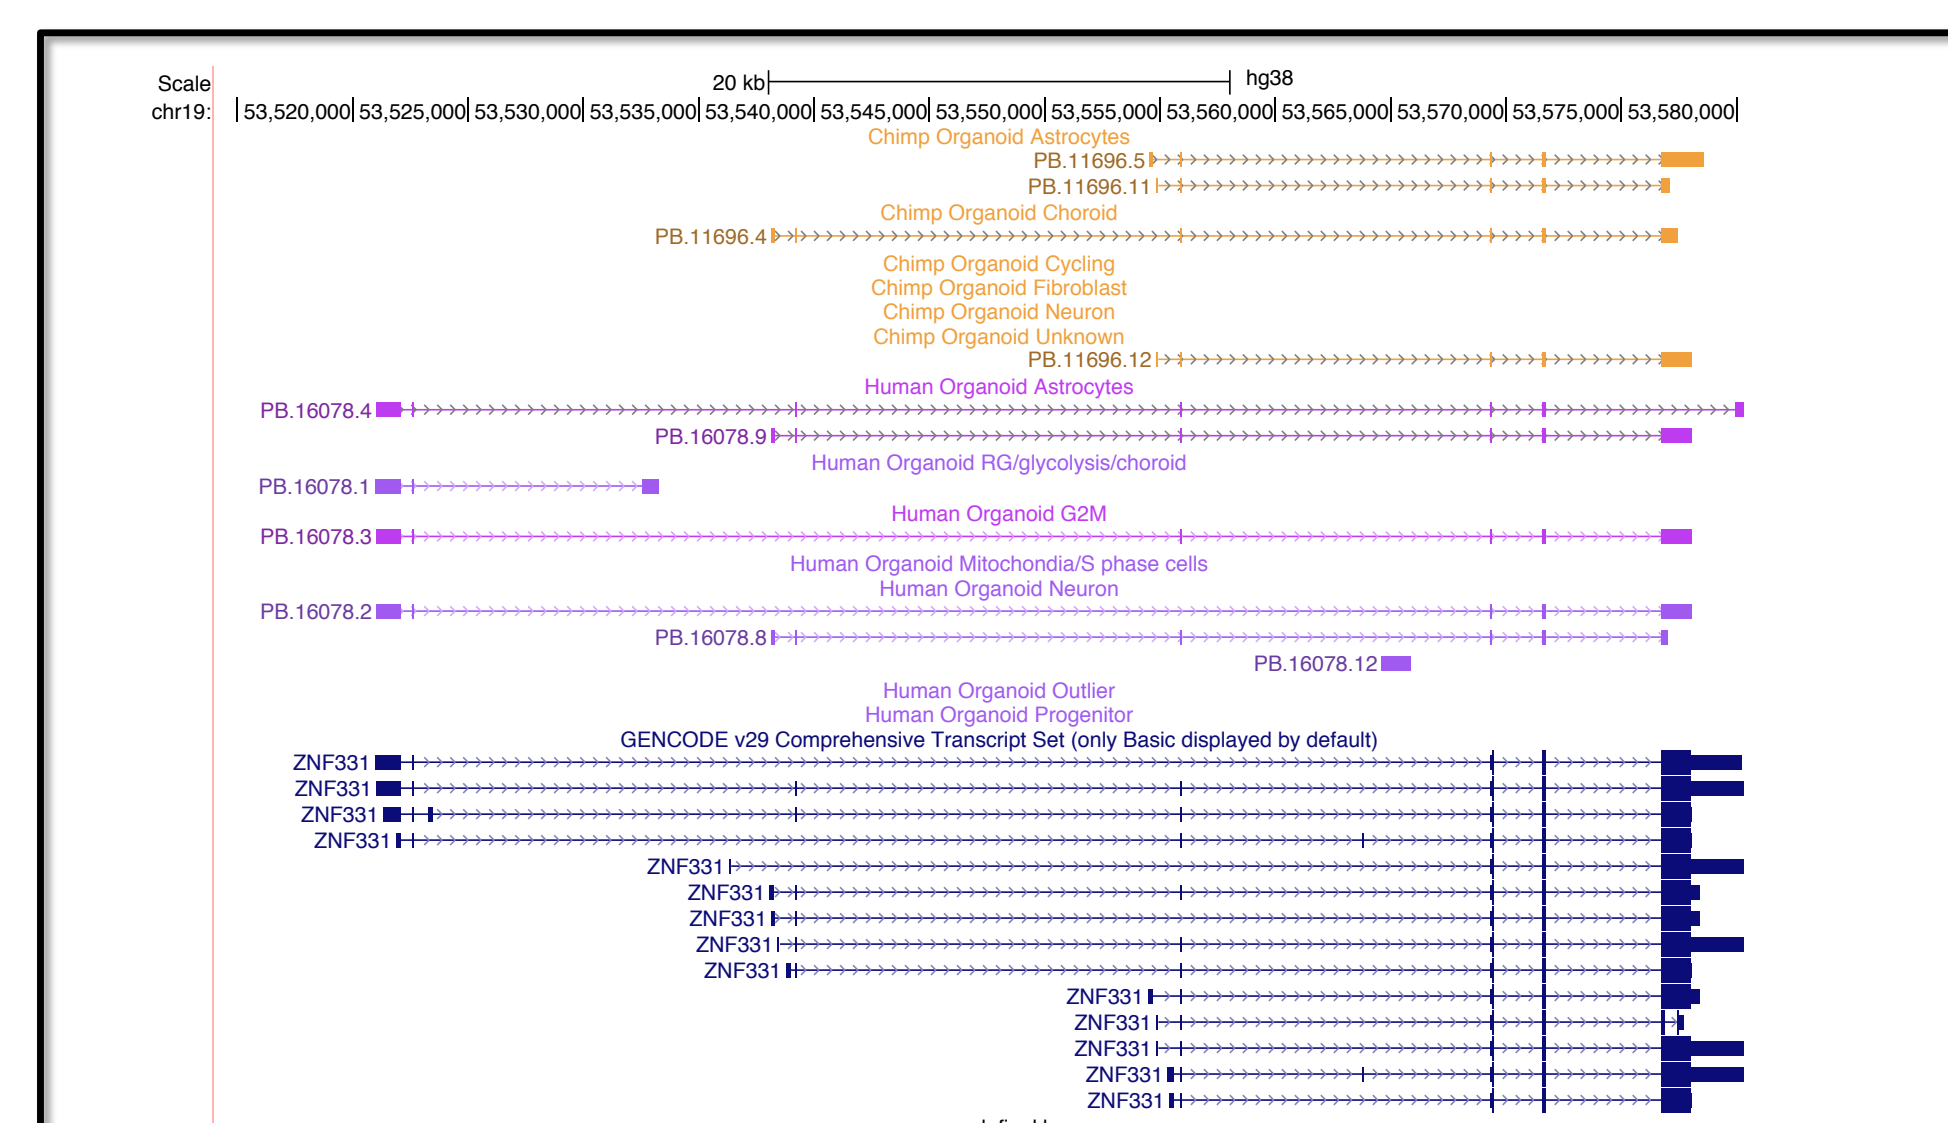 Scale 20 kb hg38
chr19: 53,520,000 53,525,000 53,530,000 53,535,000 53,540,000 53,545,000 53,550,000 53,555,000 53,560,000 53,565,000 53,570,000 53,575,000 53,580,000
Chimp Organoid Astrocytes
PB.11696.5
PB.11696.11
Chimp Organoid Choroid
PB.11696.4
Chimp Organoid Cycling
Chimp Organoid Fibroblast
Chimp Organoid Neuron
Chimp Organoid Unknown
PB.11696.12
Human Organoid Astrocytes
PB.16078.4
PB.16078.9
Human Organoid RG/glycolysis/choroid
PB.16078.1
Human Organoid G2M
PB.16078.3
Human Organoid Mitochondia/S phase cells
Human Organoid Neuron
PB.16078.2
PB.16078.8
PB.16078.12
Human Organoid Outlier
Human Organoid Progenitor
GENCODE v29 Comprehensive Transcript Set (only Basic displayed by default)
ZNF331
ZNF331
ZNF331
ZNF331
ZNF331
ZNF331
ZNF331
ZNF331
ZNF331
ZNF331
ZNF331
ZNF331
ZNF331
ZNF331